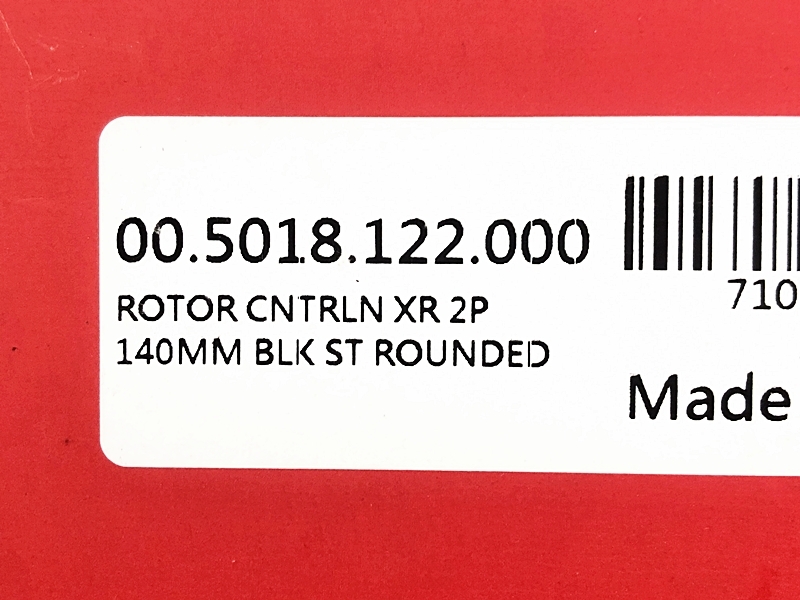 00.5018.122.000
ROTOR CNTRLN XR 2P
140MM BLK ST ROUNDED
710
Made